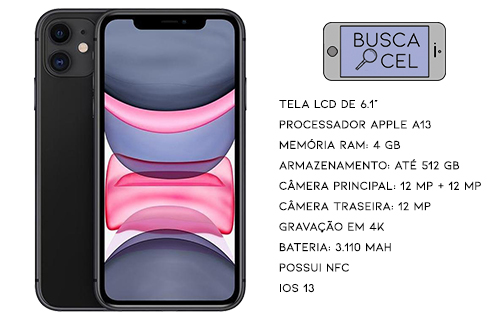 BUSCA
CEL
TELA LCD DE 6.1"
PROCESSADOR APPLE A13
MEMÓRIA RAM: 4 GB
ARMAZENAMENTO: ATÉ 512 GB
CÂMERA PRINCIPAL: 12 MP + 12 MP
CÂMERA TRASEIRA: 12 MP
GRAVAÇÃO EM 4K
BATERIA: 3.110 MAH
POSSUI NFC
IOS 13